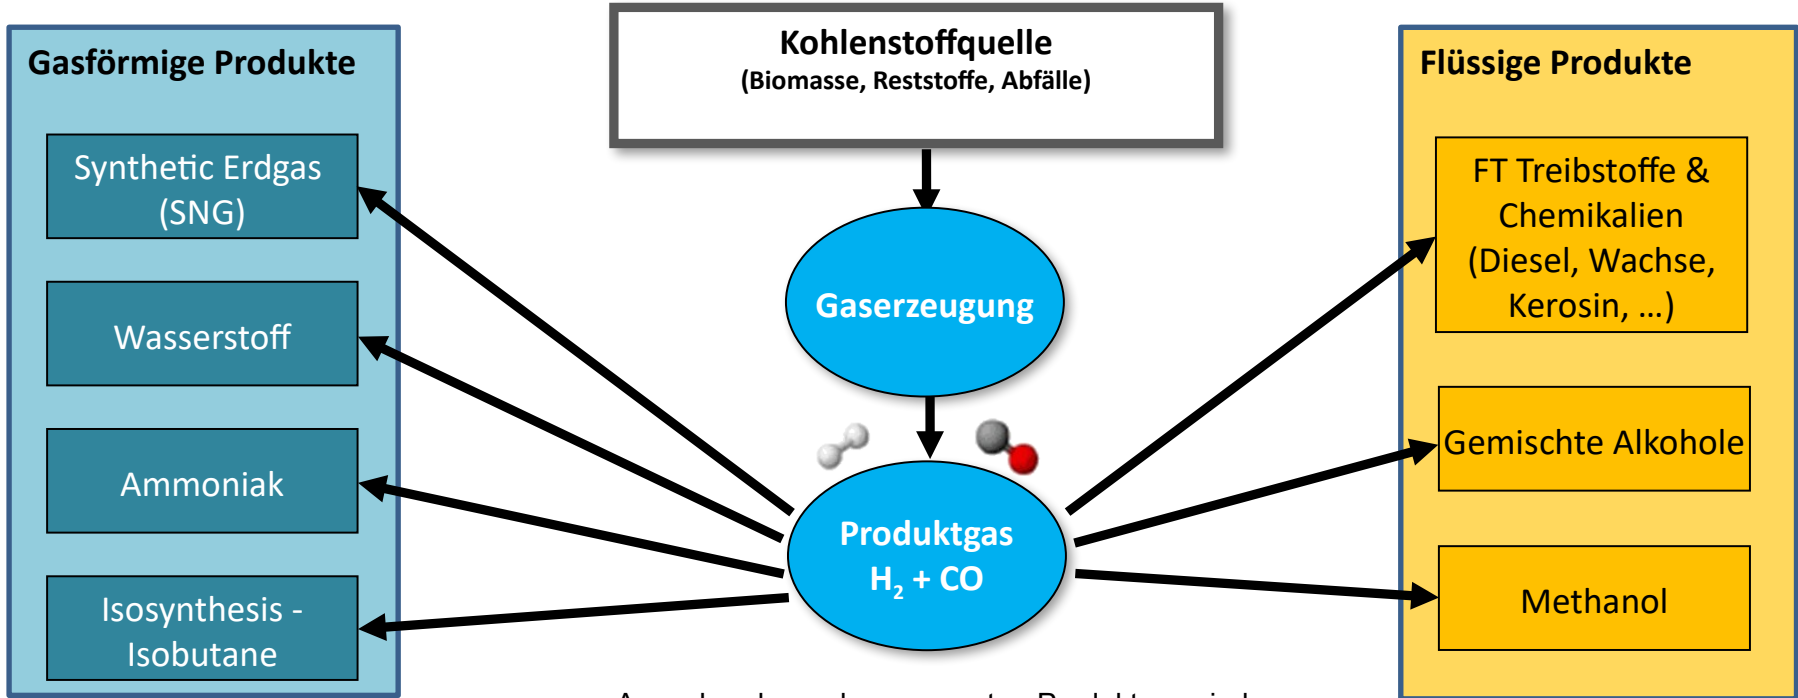 Kohlenstoffquelle
(Biomasse, Reststoffe, Abfälle)
Gasförmige Produkte
Synthetic Erdgas
(SNG)
Wasserstoff
Ammoniak
Isosynthesis -
Isobutane
Gaserzeugung
Produktgas
H₂ + CO
Flüssige Produkte
FT Treibstoffe &
Chemikalien
(Diesel, Wachse,
Kerosin, ...)
Gemischte Alkohole
Methanol